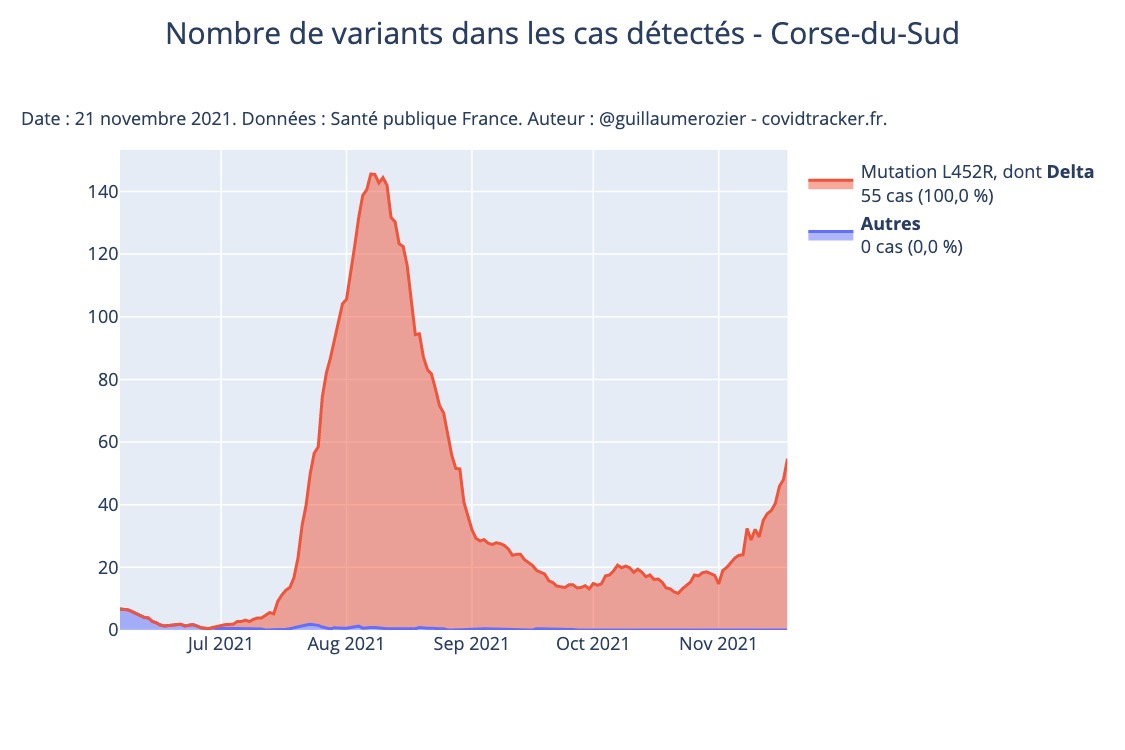 Nombre de variants dans les cas détectés - Corse-du-Sud
Date : 21 novembre 2021. Données : Santé publique France. Auteur : @guillaumerozier - covidtracker.fr.
Mutation L452R, dont Delta
55 cas (100,0 %)
Autres
0 cas (0,0 %)
140
120
100
80
60
40
20
0
Jul 2021
Aug 2021
Sep 2021
Oct 2021
Nov 2021